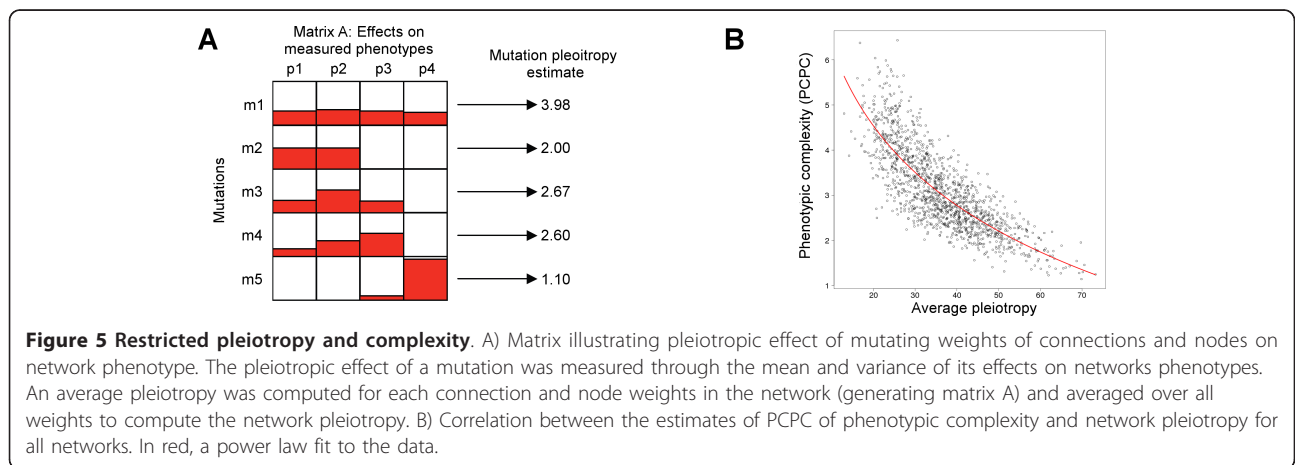 A
Matrix A: Effects on
measured phenotypes
p1 p2 p3 p4
Mutation pleoitropy
estimate
Mutations
m1 3.98
m2 2.00
m3 2.67
m4 2.60
m5 1.10
B
Phenotypic complexity (PCPC)
6
5
4
3
2
1
20 30 40 50 60 70
Average pleiotropy
Figure 5 Restricted pleiotropy and complexity. A) Matrix illustrating pleiotropic effect of mutating weights of connections and nodes on
network phenotype. The pleiotropic effect of a mutation was measured through the mean and variance of its effects on networks phenotypes.
An average pleiotropy was computed for each connection and node weights in the network (generating matrix A) and averaged over all
weights to compute the network pleiotropy. B) Correlation between the estimates of PCPC of phenotypic complexity and network pleiotropy for
all networks. In red, a power law fit to the data.